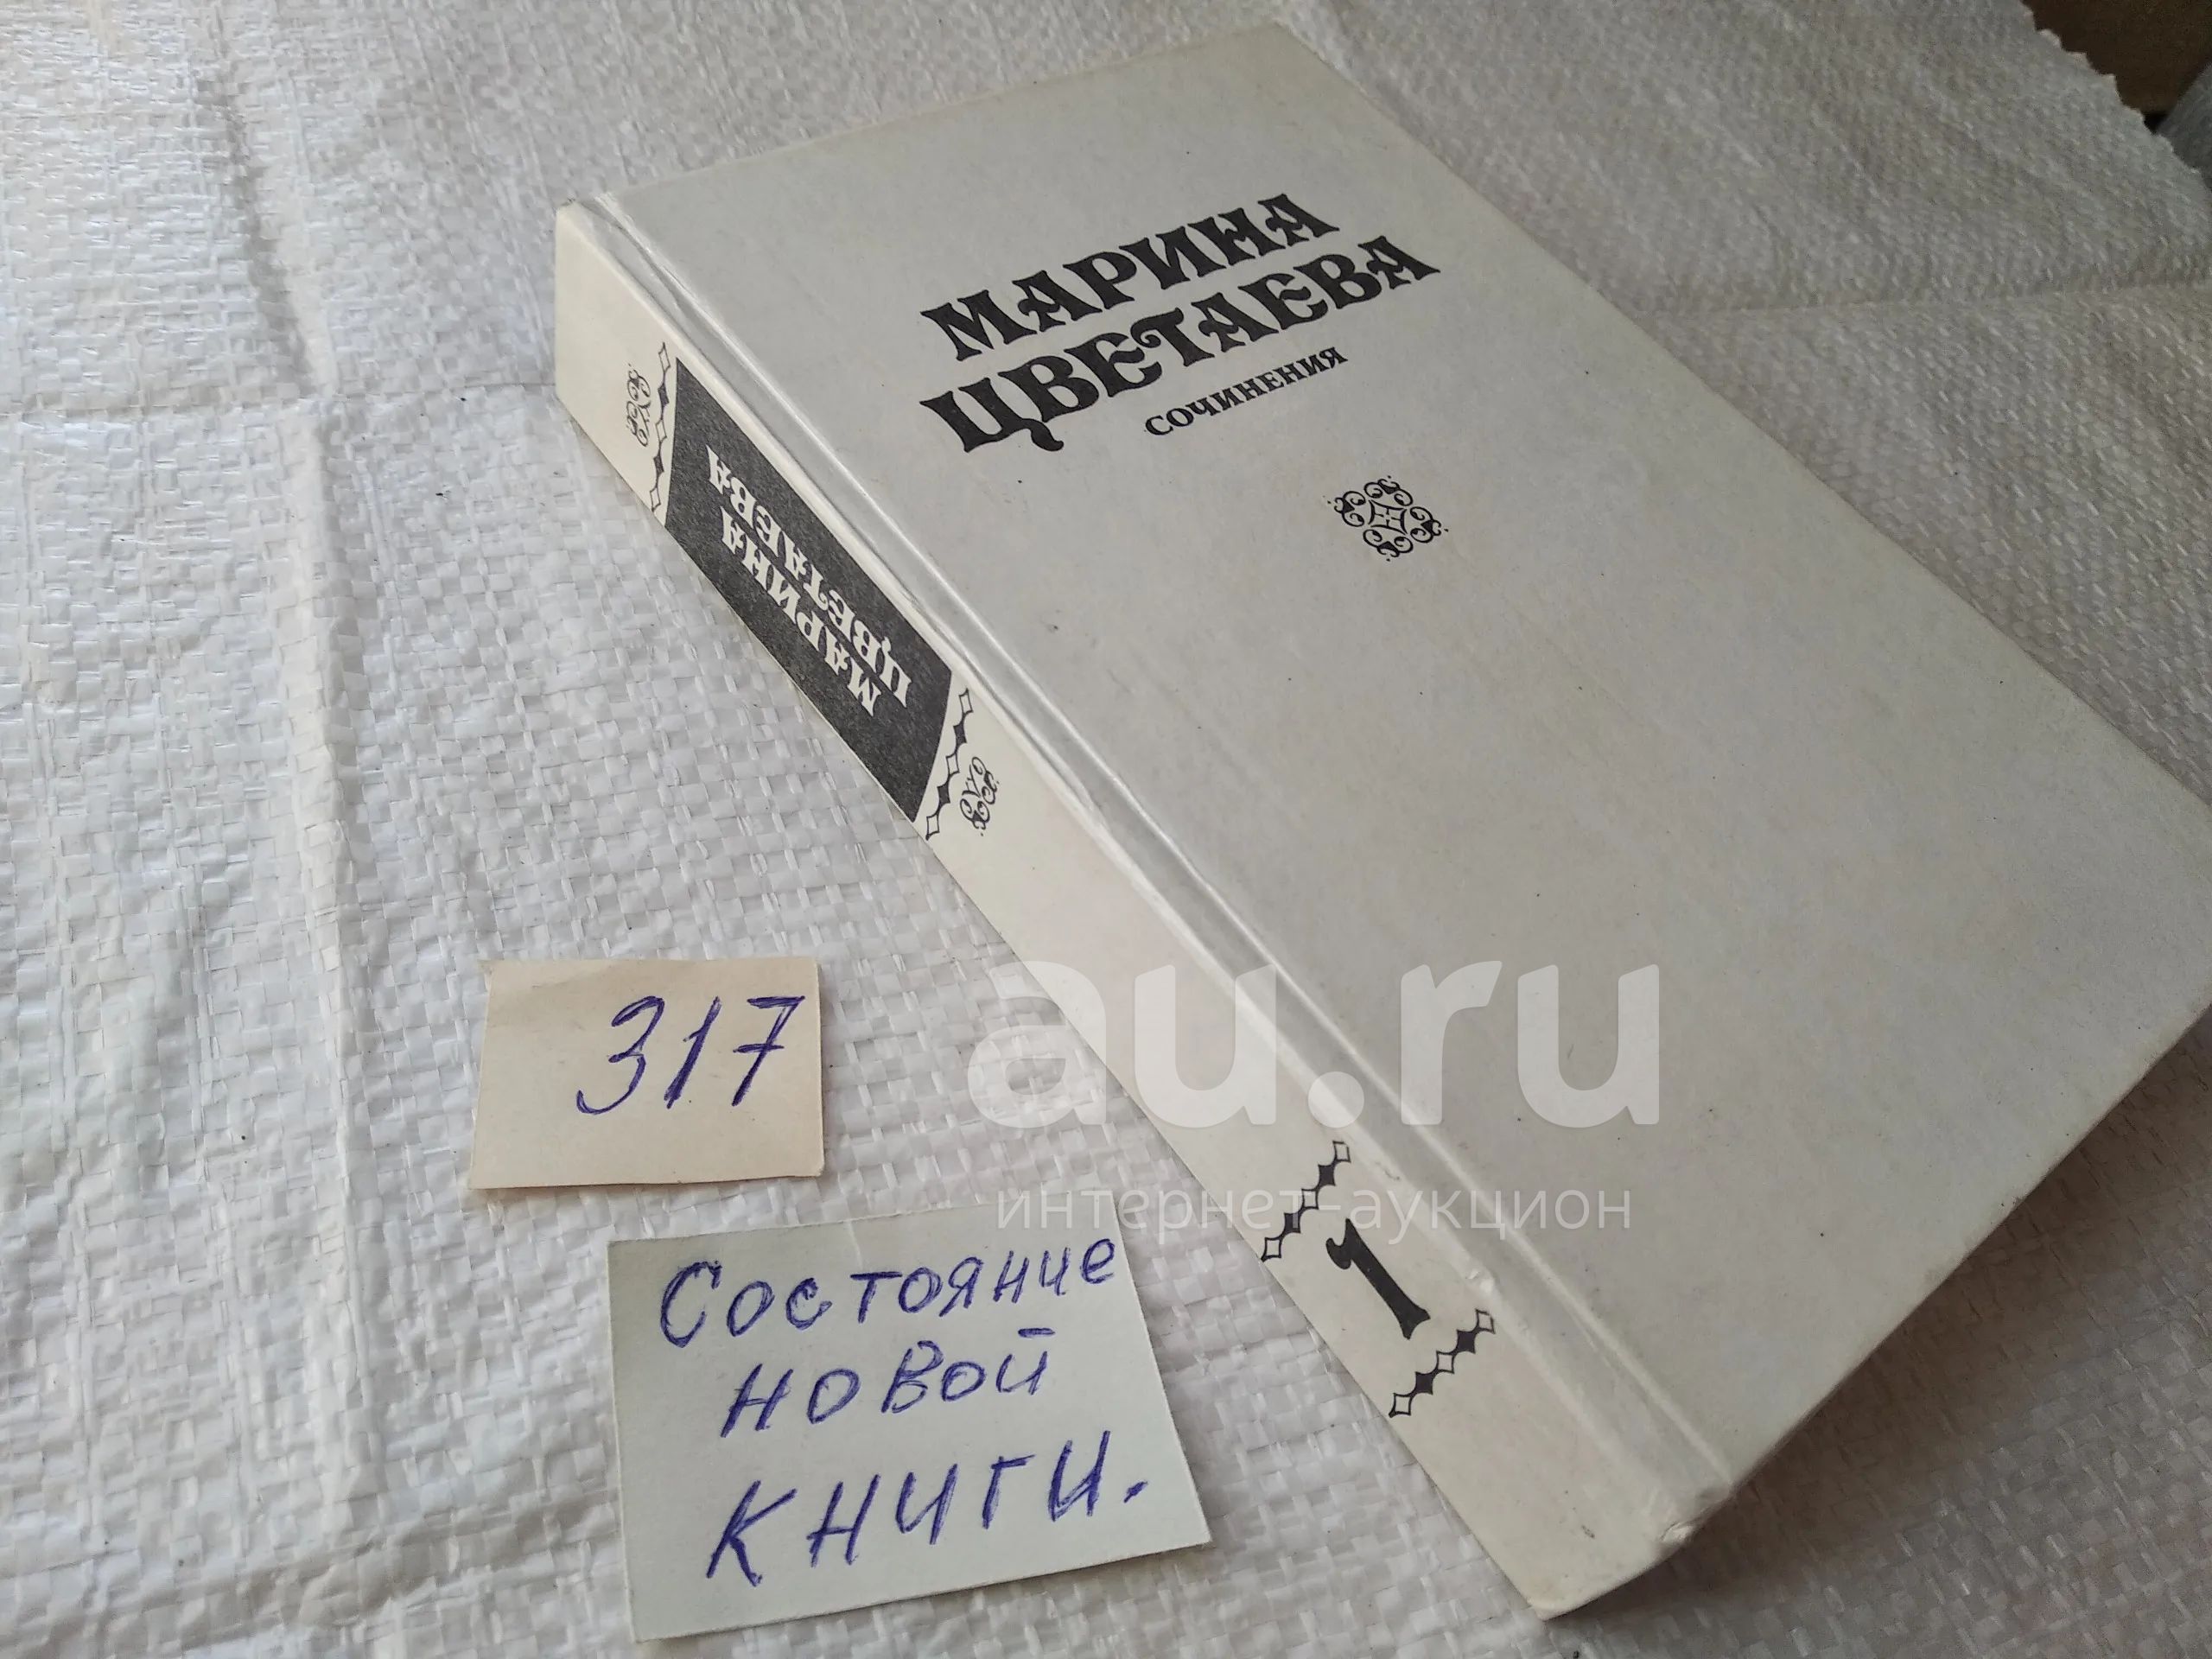 МАРИНА
ЦВЕТАЕВА
СОЧИНЕНИЯ
МАРИНА
ЦВЕТАЕВА
1
317
Состояние
новой
книги.
au.ru
интернет-аукцион